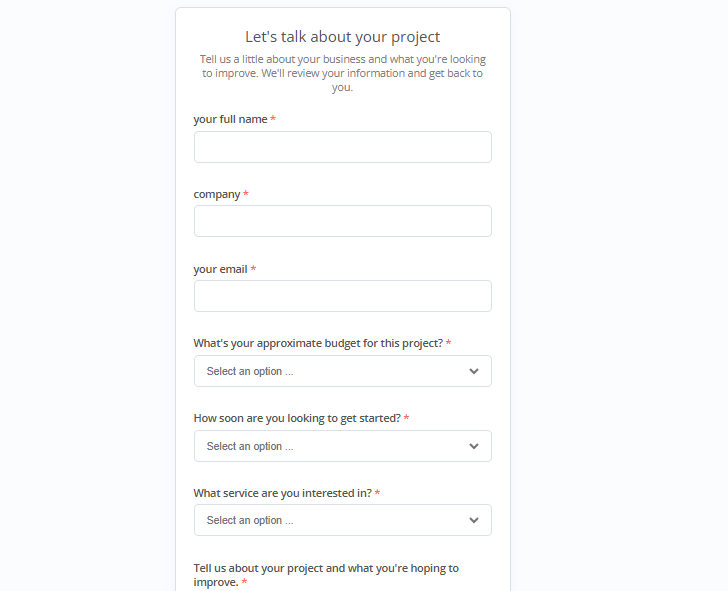 Let's talk about your project
Tell us a little about your business and what you're looking
to improve. We'll review your information and get back to
you.
your full name *
company *
your email *
What's your approximate budget for this project? *
Select an option ...
How soon are you looking to get started? *
Select an option ...
What service are you interested in? *
Select an option ...
Tell us about your project and what you're hoping to
improve. *